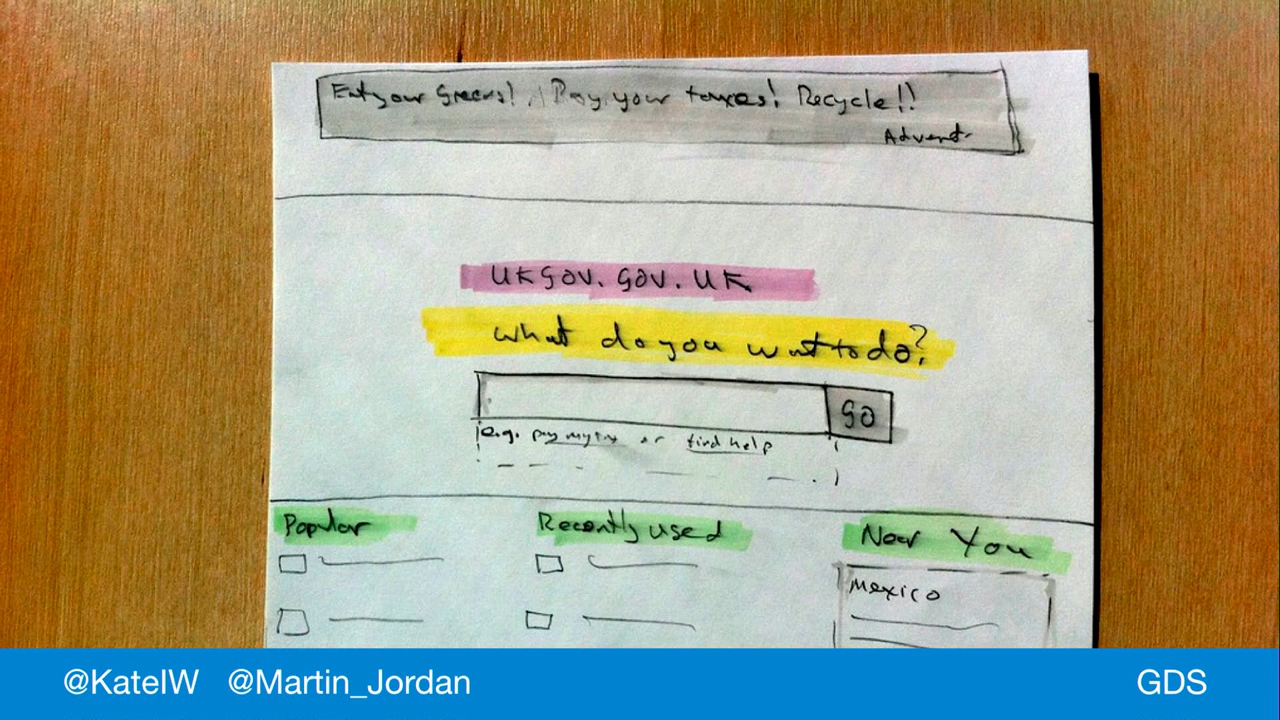 Eat your Greens! Pay your taxes! Recycle!!
Advert
UKGOV.GOV.UK
What do you want to do?
GO
e.g. pay my tax or find help
Popular
Recently used
Near You
Mexico
@KateIW @Martin_Jordan
GDS